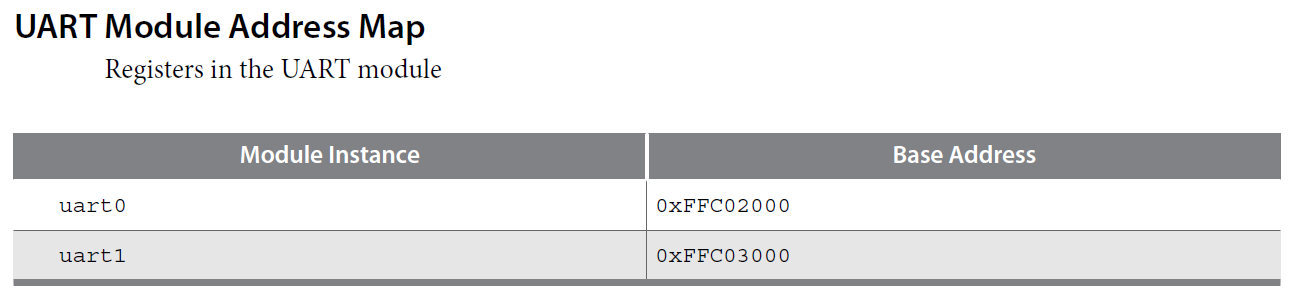 UART Module Address Map
Registers in the UART module
Module Instance Base Address
uart0 0xFFC02000
uart1 0xFFC03000